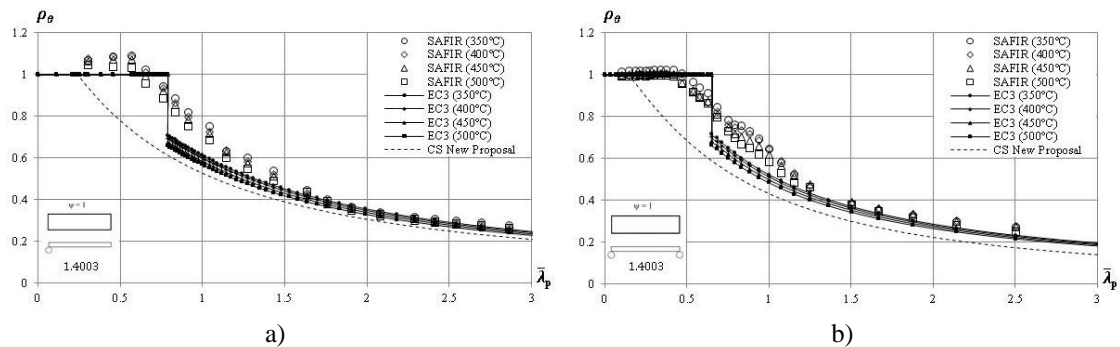 ρθ
1.2
1
0.8
0.6
0.4
0.2
0
0 0.5 1 1.5 2 2.5 3
λ̄p
SAFIR (350ºC)
SAFIR (400ºC)
SAFIR (450ºC)
SAFIR (500ºC)
EC3 (350ºC)
EC3 (400ºC)
EC3 (450ºC)
EC3 (500ºC)
CS New Proposal
ψ = 1
1.4003
a)
ρθ
1.2
1
0.8
0.6
0.4
0.2
0
0 0.5 1 1.5 2 2.5 3
λ̄p
SAFIR (350ºC)
SAFIR (400ºC)
SAFIR (450ºC)
SAFIR (500ºC)
EC3 (350ºC)
EC3 (400ºC)
EC3 (450ºC)
EC3 (500ºC)
CS New Proposal
ψ = 1
1.4003
b)